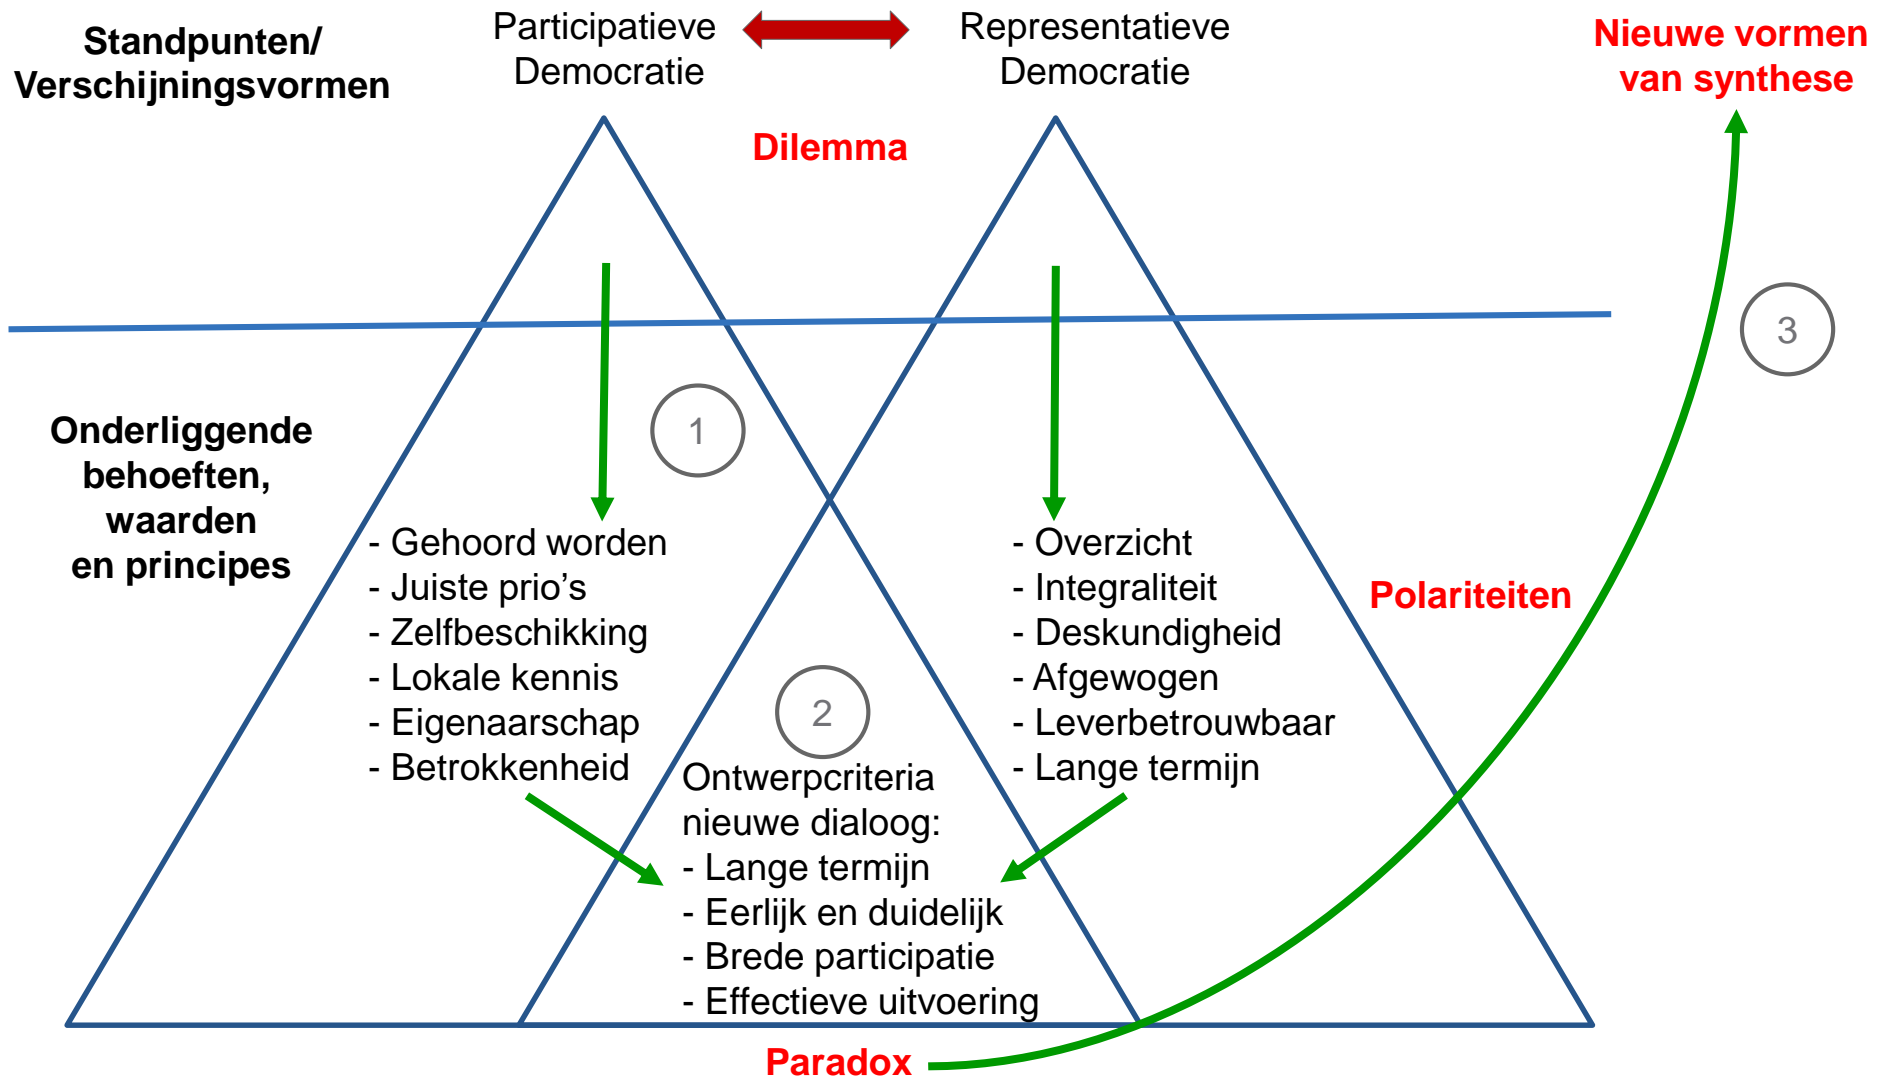 Standpunten/
Verschijningsvormen
Participatieve
Democratie
Representatieve
Democratie
Nieuwe vormen
van synthese
Dilemma
Onderliggende
behoeften,
waarden
en principes
1
- Gehoord worden
- Juiste prio’s
- Zelfbeschikking
- Lokale kennis
- Eigenaarschap
- Betrokkenheid
- Overzicht
- Integraliteit
- Deskundigheid
- Afgewogen
- Leverbetrouwbaar
- Lange termijn
Polariteiten
3
2
Ontwerpcriteria
nieuwe dialoog:
- Lange termijn
- Eerlijk en duidelijk
- Brede participatie
- Effectieve uitvoering
Paradox